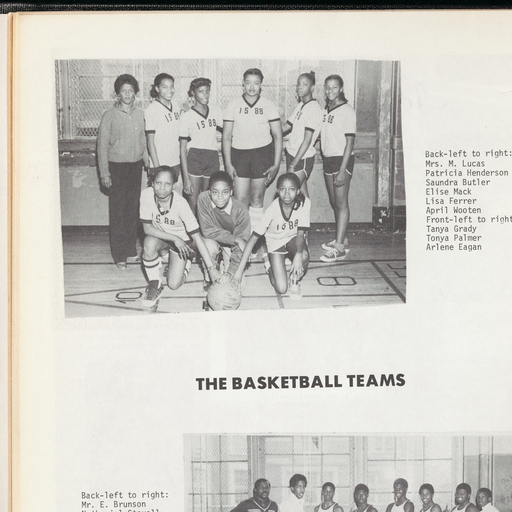 IS 88
IS 88
IS 88
IS 88
IS 88
Back-left to right:
Mrs. M. Lucas
Patricia Henderson
Saundra Butler
Elise Mack
Lisa Ferrer
April Wooten
Front-left to right
Tanya Grady
Tonya Palmer
Arlene Eagan
THE BASKETBALL TEAMS
Back-left to right:
Mr. E. Brunson